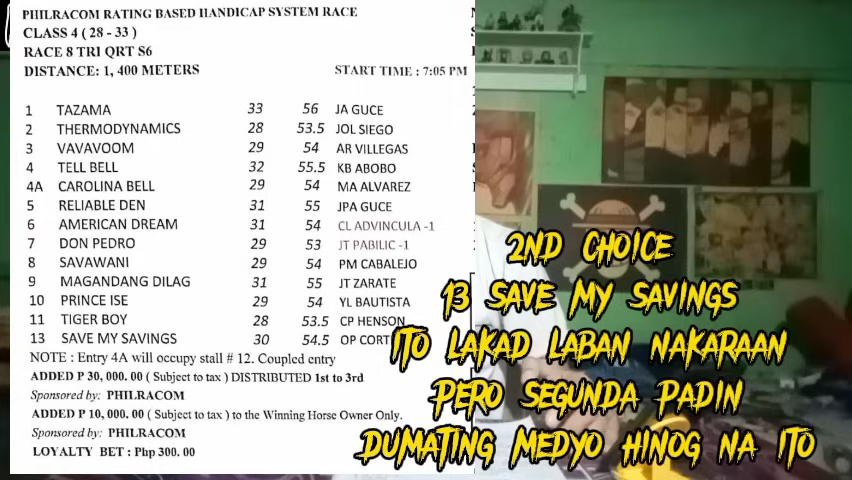 PHILRACOM RATING BASED HANDICAP SYSTEM RACE
CLASS 4 ( 28 - 33 )
RACE 8 TRI QRT S6
DISTANCE: 1, 400 METERS START TIME : 7:05 PM
1 TAZAMA 33 56 JA GUCE
2 THERMODYNAMICS 28 53.5 JOL SIEGO
3 VAVAVOOM 29 54 AR VILLEGAS
4 TELL BELL 32 55.5 KB ABOBO
4A CAROLINA BELL 29 54 MA ALVAREZ
5 RELIABLE DEN 31 55 JPA GUCE
6 AMERICAN DREAM 31 54 CL ADVINCULA -1
7 DON PEDRO 29 53 JT PABILIC -1
8 SAVAWANI 29 54 PM CABALEJO
9 MAGANDANG DILAG 31 55 JT ZARATE
10 PRINCE ISE 29 54 YL BAUTISTA
11 TIGER BOY 28 53.5 CP HENSON
13 SAVE MY SAVINGS 30 54.5 OP
NOTE : Entry 4A will occupy stall # 12. Coupled entry
ADDED P 30, 000. 00 ( Subject to tax ) DISTRIBUTED 1st to 3rd
Sponsored by: PHILRACOM
ADDED P 10, 000. 00 ( Subject to tax ) to the Winning Horse Owner Only.
Sponsored by: PHILRACOM
LOYALTY BET : Php 300. 00
2ND CHOICE
13 SAVE MY SAVINGS
ITO LAKAD LABAN NAKARAAN
PERO SEGUNDA PADIN
DUMATING MEDYO HINOG NA ITO